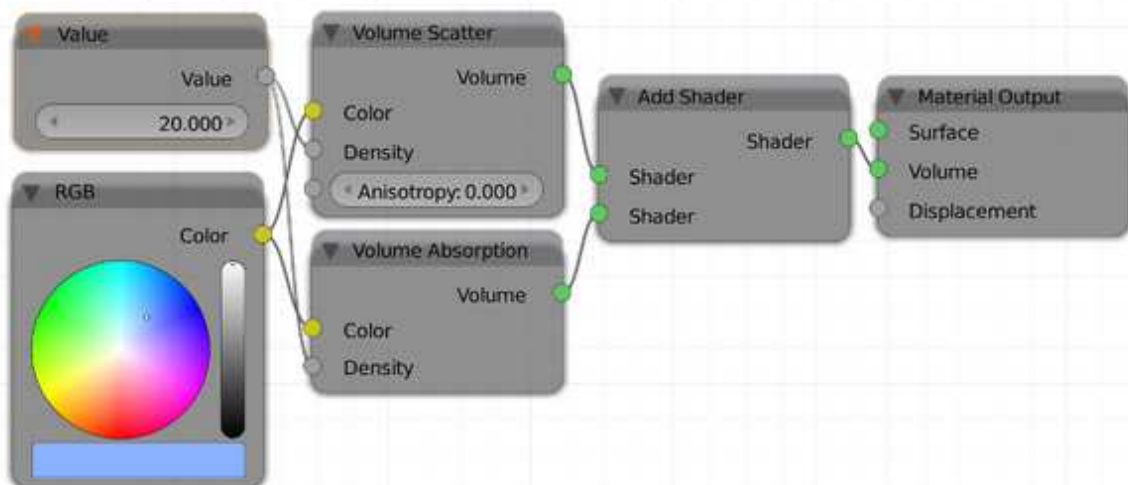 Value
Value
20.000
RGB
Color
Volume Scatter
Volume
Color
Density
Anisotropy: 0.000
Volume Absorption
Volume
Color
Density
Add Shader
Shader
Shader
Shader
Material Output
Surface
Volume
Displacement